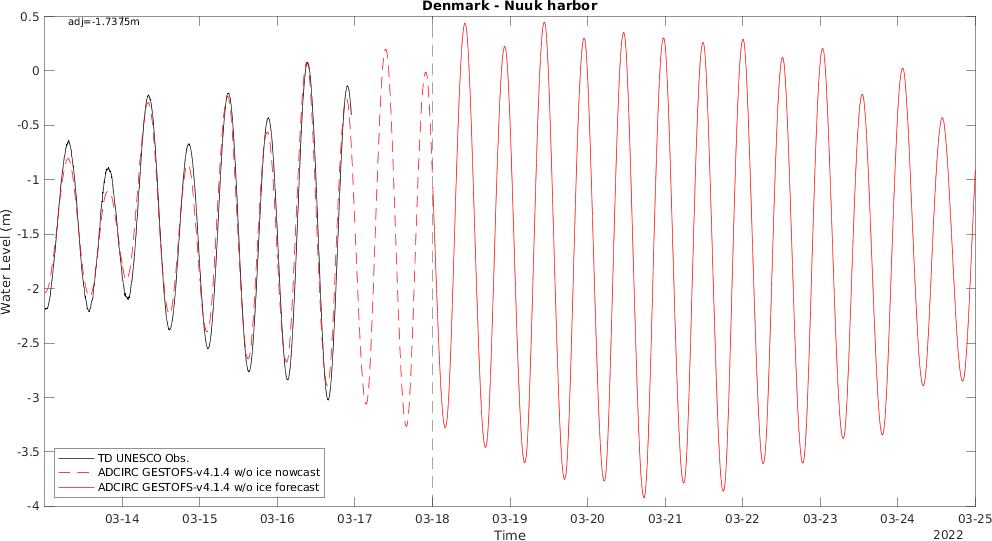 Denmark - Nuuk harbor
adj=-1.7375m
0.5
0
-0.5
-1
-1.5
-2
-2.5
-3
-3.5
-4
Water Level (m)
TD UNESCO Obs.
ADCIRC GESTOFS-v4.1.4 w/o ice nowcast
ADCIRC GESTOFS-v4.1.4 w/o ice forecast
03-14 03-15 03-16 03-17 03-18 03-19 03-20 03-21 03-22 03-23 03-24 03-25
Time
2022